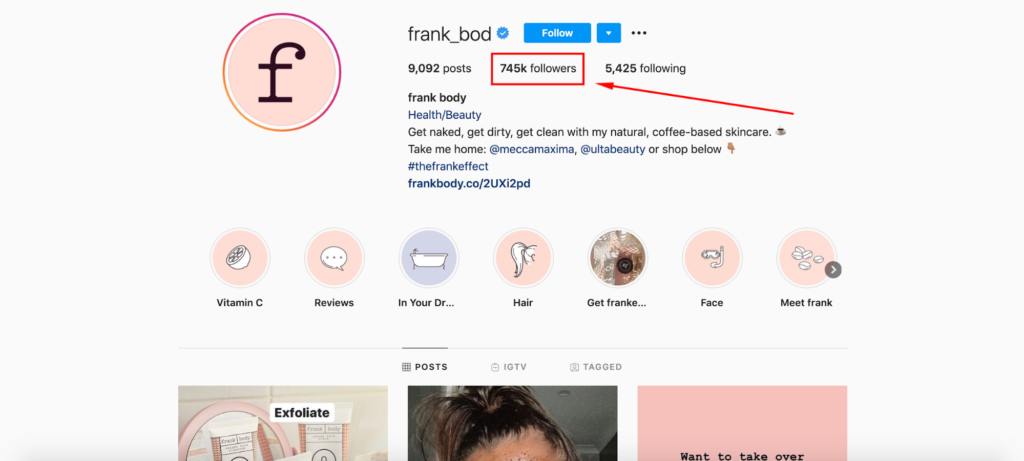 f
frank_bod
Follow
9,092 posts 745k followers 5,425 following
frank body
Health/Beauty
Get naked, get dirty, get clean with my natural, coffee-based skincare. ☕
Take me home: @meccamaxima, @ultabeauty or shop below 👇🏽
#thefrankeffect
frankbody.co/2UXi2pd
Vitamin C Reviews In Your Dr... Hair Get franke... Face Meet frank
POSTS IGTV TAGGED
Exfoliate
frank body frank body
Want to take over